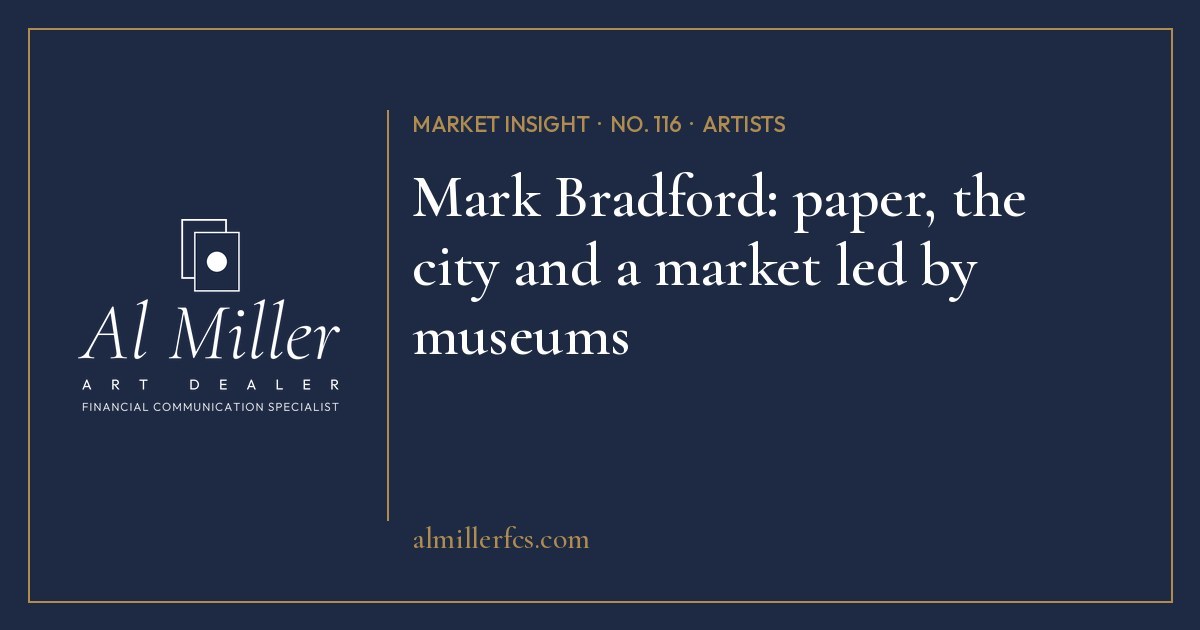 MARKET INSIGHT · NO. 116 · ARTISTS
Mark Bradford: paper, the
city and a market led by
museums
Al Miller
ART DEALER
FINANCIAL COMMUNICATION SPECIALIST
almillerfcs.com